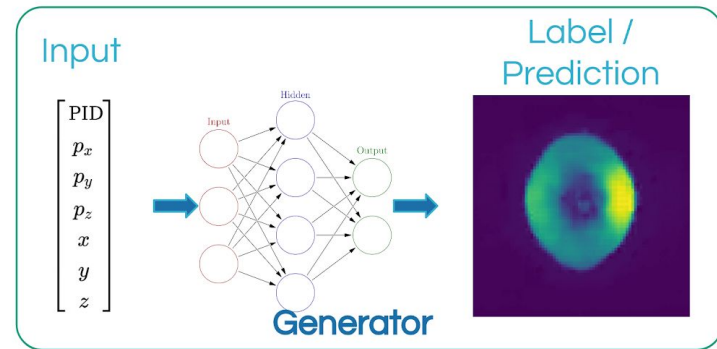 Input
Label /
Prediction
PID
p_x
p_y
p_z
x
y
z
Input
Hidden
Output
Generator